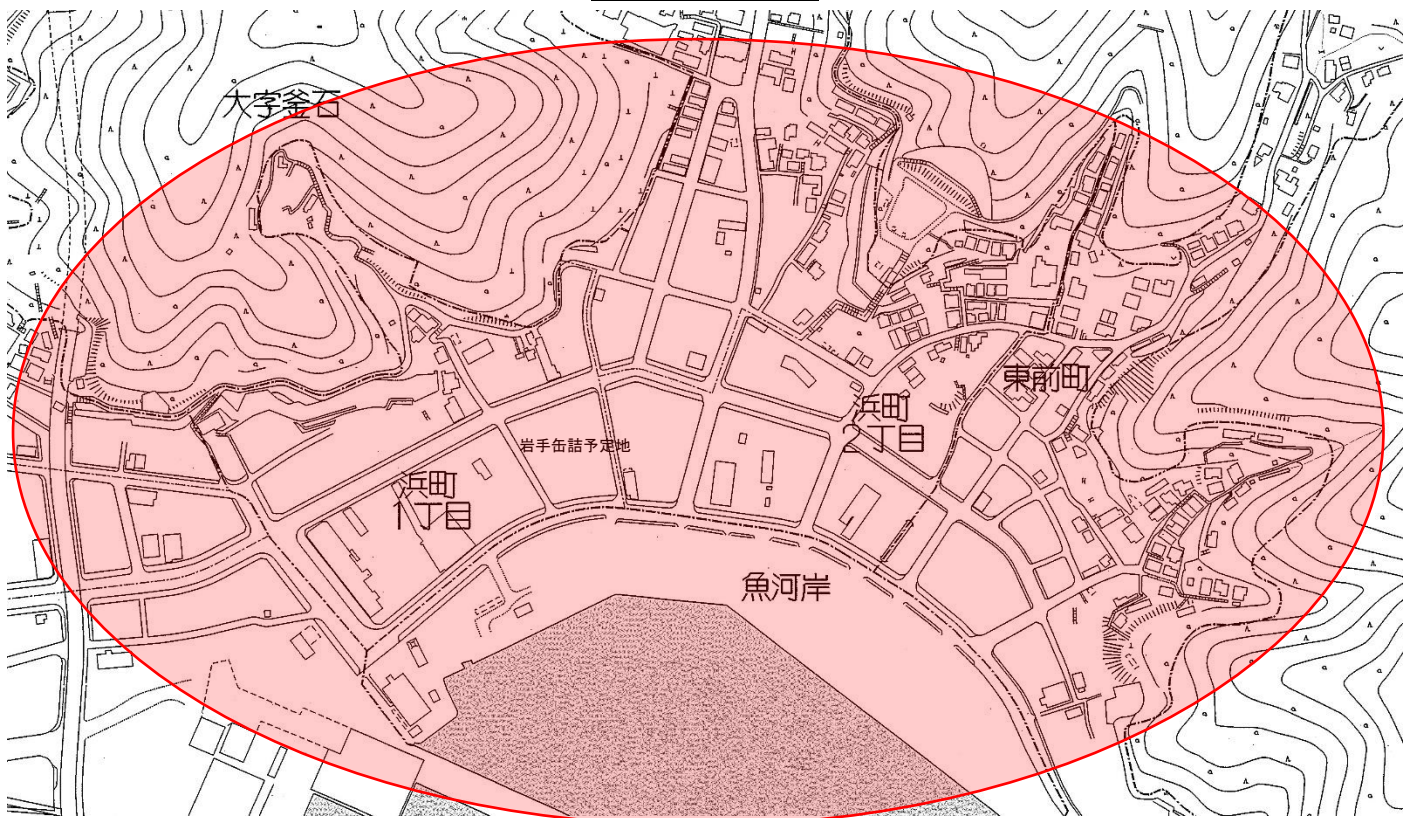 大字釜石
東前町
浜町
2丁目
岩手缶詰予定地
浜町
1丁目
魚河岸